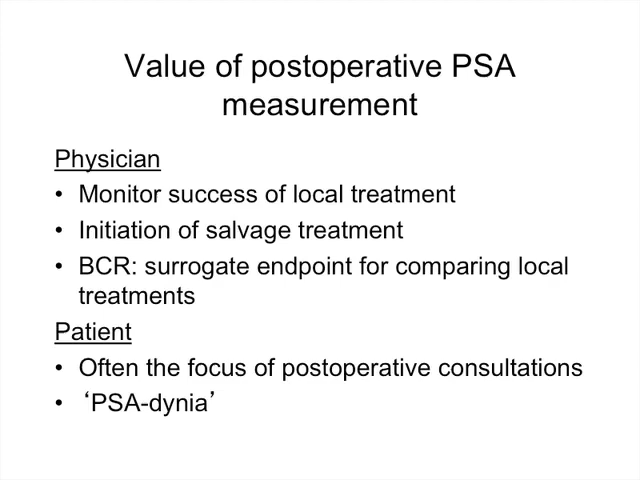 Value of postoperative PSA
measurement
Physician
• Monitor success of local treatment
• Initiation of salvage treatment
• BCR: surrogate endpoint for comparing local
treatments
Patient
• Often the focus of postoperative consultations
• ‘PSA-dynia’